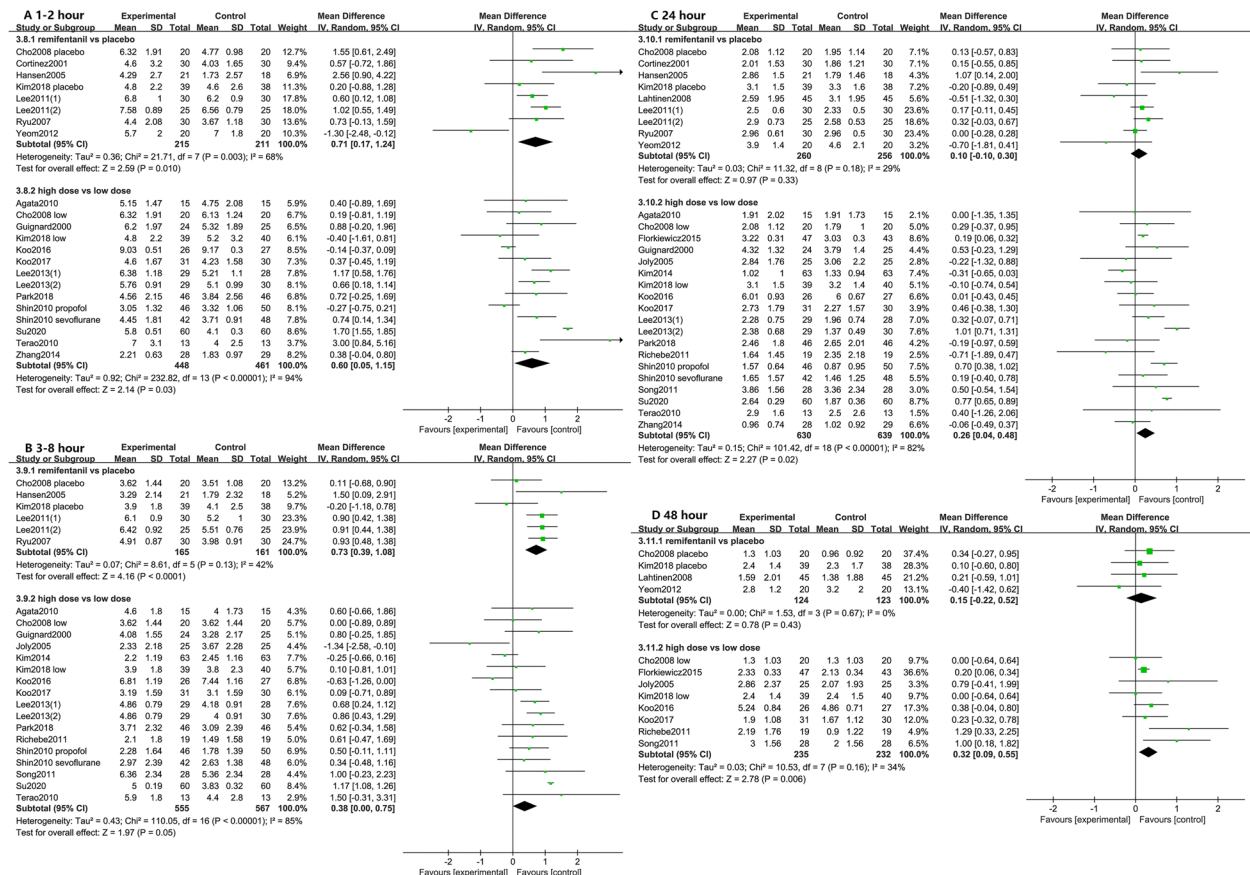 A 1-2 hour
Experimental Control Mean Difference Mean Difference
Study or Subgroup Mean SD Total Mean SD Total Weight IV, Random, 95% CI IV, Random, 95% CI
3.8.1 remifentanil vs placebo
Cho2008 placebo 6.32 1.91 20 4.77 0.98 20 12.7% 1.55 [0.61, 2.49]
Cortinez2001 4.6 3.2 30 4.03 1.65 30 9.5% 0.57 [-0.72, 1.86]
Hansen2005 4.29 2.7 21 1.73 2.57 18 7.0% 2.56 [0.90, 4.22]
Kim2018 placebo 4.8 2.2 39 4.6 2.6 38 11.4% 0.20 [-0.88, 1.28]
Lee2011(1) 6.8 1 30 6.2 0.9 30 17.3% 0.60 [0.12, 1.08]
Lee2011(2) 7.58 0.89 25 6.56 0.79 25 17.4% 1.02 [0.55, 1.49]
Ryu2007 4.4 2.08 30 3.67 1.18 30 13.6% 0.73 [-0.13, 1.59]
Yeom2012 5.7 2 20 7 1.8 20 10.3% -1.30 [-2.48, -0.12]
Subtotal (95% CI) 215 211 100.0% 0.71 [0.17, 1.24]
Heterogeneity: Tau² = 0.36; Chi² = 21.71, df = 7 (P = 0.003); I² = 68%
Test for overall effect: Z = 2.59 (P = 0.010)
3.8.2 high dose vs low dose
Agata2010 5.15 1.47 15 4.75 2.08 15 5.9% 0.40 [-0.89, 1.69]
Cho2008 low 6.32 1.91 20 6.13 1.24 20 6.7% 0.19 [-0.81, 1.19]
Guignard2000 6.2 1.97 24 5.32 1.89 25 6.5% 0.88 [-0.20, 1.96]
Kim2018 low 4.8 2.2 39 5.2 3.2 40 6.1% -0.40 [-1.61, 0.81]
Koo2016 9.03 0.51 26 9.17 0.3 27 8.2% -0.14 [-0.37, 0.09]
Koo2017 4.6 1.67 31 4.23 1.58 30 7.1% 0.37 [-0.45, 1.19]
Lee2013(1) 6.38 1.18 29 5.21 1.1 28 7.7% 1.17 [0.58, 1.76]
Lee2013(2) 5.76 0.91 29 5.1 0.99 30 7.9% 0.66 [0.18, 1.14]
Park2018 4.56 2.15 46 3.84 2.56 46 6.8% 0.72 [-0.25, 1.69]
Shin2010 propofol 3.05 1.32 46 3.32 1.06 50 7.9% -0.27 [-0.75, 0.21]
Shin2010 sevoflurane 4.45 1.81 42 3.71 0.91 48 7.7% 0.74 [0.14, 1.34]
Su2020 5.8 0.51 60 4.1 0.3 60 8.3% 1.70 [1.55, 1.85]
Terao2010 7 3.1 13 4 2.5 13 3.9% 3.00 [0.84, 5.16]
Zhang2014 2.21 0.63 28 1.83 0.97 29 8.0% 0.38 [-0.04, 0.80]
Subtotal (95% CI) 448 461 100.0% 0.60 [0.05, 1.15]
Heterogeneity: Tau² = 0.92; Chi² = 232.82, df = 13 (P < 0.00001); I² = 94%
Test for overall effect: Z = 2.14 (P = 0.03)
-2 -1 0 1 2
Favours [experimental] Favours [control]
B 3-8 hour
Experimental Control Mean Difference Mean Difference
Study or Subgroup Mean SD Total Mean SD Total Weight IV, Random, 95% CI IV, Random, 95% CI
3.9.1 remifentanil vs placebo
Cho2008 placebo 3.62 1.44 20 3.51 1.08 20 13.2% 0.11 [-0.68, 0.90]
Hansen2005 3.29 2.14 21 1.79 2.32 18 5.0% 1.50 [0.09, 2.91]
Kim2018 placebo 3.9 1.8 39 4.1 2.5 38 9.8% -0.20 [-1.18, 0.78]
Lee2011(1) 6.1 0.9 30 5.2 1 30 23.3% 0.90 [0.42, 1.38]
Lee2011(2) 6.42 0.92 25 5.51 0.76 25 23.9% 0.91 [0.44, 1.38]
Ryu2007 4.91 0.87 30 3.98 0.91 30 24.7% 0.93 [0.48, 1.38]
Subtotal (95% CI) 165 161 100.0% 0.73 [0.39, 1.08]
Heterogeneity: Tau² = 0.07; Chi² = 8.61, df = 5 (P = 0.13); I² = 42%
Test for overall effect: Z = 4.16 (P < 0.0001)
3.9.2 high dose vs low dose
Agata2010 4.6 1.8 15 4 1.73 15 4.3% 0.60 [-0.66, 1.86]
Cho2008 low 3.62 1.44 20 3.62 1.44 20 5.7% 0.00 [-0.89, 0.89]
Guignard2000 4.08 1.55 24 3.28 2.17 25 5.1% 0.80 [-0.25, 1.85]
Joly2005 2.33 2.18 25 3.67 2.28 25 4.4% -1.34 [-2.58, -0.10]
Kim2014 2.2 1.19 63 2.45 1.16 63 7.4% -0.25 [-0.66, 0.16]
Kim2018 low 3.9 1.8 39 3.8 2.3 40 5.6% 0.10 [-0.81, 1.01]
Koo2016 6.81 1.19 26 7.44 1.16 27 6.7% -0.63 [-1.26, 0.00]
Koo2017 3.19 1.59 31 3.1 1.59 30 6.0% 0.09 [-0.71, 0.89]
Lee2013(1) 4.86 0.79 29 4.18 0.91 28 7.3% 0.68 [0.24, 1.12]
Lee2013(2) 4.86 0.79 29 4 0.91 30 7.3% 0.86 [0.43, 1.29]
Park2018 3.71 2.32 46 3.09 2.39 46 5.4% 0.62 [-0.34, 1.58]
Richebe2011 2.1 1.9 19 1.49 1.58 19 4.9% 0.61 [-0.50, 1.72]
Shin2010 propofol 2.28 1.64 46 1.78 1.39 50 6.8% 0.50 [-0.11, 1.11]
Shin2010 sevoflurane 2.97 2.39 42 2.63 1.38 48 6.0% 0.34 [-0.48, 1.16]
Song2011 6.36 2.34 28 5.36 2.34 28 4.5% 1.00 [-0.23, 2.23]
Su2020 5 0.19 60 3.83 0.32 60 8.0% 1.17 [1.08, 1.26]
Terao2010 5.9 1.8 13 4.4 2.8 13 2.9% 1.50 [-0.31, 3.31]
Subtotal (95% CI) 555 567 100.0% 0.38 [0.00, 0.75]
Heterogeneity: Tau² = 0.43; Chi² = 110.05, df = 16 (P < 0.00001); I² = 85%
Test for overall effect: Z = 1.97 (P = 0.05)
-2 -1 0 1 2
Favours [experimental] Favours [control]
C 24 hour
Experimental Control Mean Difference Mean Difference
Study or Subgroup Mean SD Total Mean SD Total Weight IV, Random, 95% CI IV, Random, 95% CI
3.10.1 remifentanil vs placebo
Cho2008 placebo 2.08 1.12 20 1.95 1.14 20 7.1% 0.13 [-0.57, 0.83]
Cortinez2001 2.01 1.53 30 1.86 1.21 30 7.2% 0.15 [-0.55, 0.85]
Hansen2005 2.86 1.5 21 1.79 1.46 18 4.3% 1.07 [0.14, 2.00]
Kim2018 placebo 3.1 1.5 39 3.3 1.6 38 7.3% -0.20 [-0.89, 0.49]
Lahtinen2008 2.59 1.95 45 3.1 1.95 45 5.5% -0.51 [-1.32, 0.30]
Lee2011(1) 2.5 0.6 30 2.33 0.5 30 23.6% 0.17 [-0.11, 0.45]
Lee2011(2) 2.9 0.73 25 2.58 0.53 25 18.4% 0.32 [-0.03, 0.67]
Ryu2007 2.96 0.61 30 2.96 0.5 30 23.4% 0.00 [-0.28, 0.28]
Yeom2012 3.9 1.4 20 4.6 2.1 20 3.2% -0.70 [-1.81, 0.41]
Subtotal (95% CI) 260 256 100.0% 0.10 [-0.10, 0.30]
Heterogeneity: Tau² = 0.03; Chi² = 11.32, df = 8 (P = 0.18); I² = 29%
Test for overall effect: Z = 0.97 (P = 0.33)
3.10.2 high dose vs low dose
Agata2010 1.91 2.02 15 1.91 1.73 15 2.1% 0.00 [-1.35, 1.35]
Cho2008 low 2.08 1.12 20 1.79 1 20 5.1% 0.29 [-0.37, 0.95]
Florkiewicz2015 3.22 0.31 47 3.03 0.3 43 8.6% 0.19 [0.06, 0.32]
Guignard2000 4.32 1.32 24 3.79 1.4 25 4.5% 0.53 [-0.23, 1.29]
Joly2005 2.84 1.76 25 3.06 2.2 25 2.9% -0.22 [-1.32, 0.88]
Kim2014 1.02 1 63 1.33 0.94 63 7.5% -0.31 [-0.65, 0.03]
Kim2018 low 3.1 1.5 39 3.2 1.4 40 5.2% -0.10 [-0.74, 0.54]
Koo2016 6.01 0.93 26 6 0.67 27 6.8% 0.01 [-0.43, 0.45]
Koo2017 2.73 1.79 31 2.27 1.57 30 4.1% 0.46 [-0.38, 1.30]
Lee2013(1) 2.28 0.75 29 1.96 0.74 28 7.2% 0.32 [-0.07, 0.71]
Lee2013(2) 2.38 0.68 29 1.37 0.49 30 7.7% 1.01 [0.71, 1.31]
Park2018 2.46 1.8 46 2.65 2.01 46 4.4% -0.19 [-0.97, 0.59]
Richebe2011 1.64 1.45 19 2.35 2.18 19 2.7% -0.71 [-1.89, 0.47]
Shin2010 propofol 1.57 0.64 46 0.87 0.95 50 7.6% 0.70 [0.38, 1.02]
Shin2010 sevoflurane 1.65 1.57 42 1.46 1.25 48 5.6% 0.19 [-0.40, 0.78]
Song2011 3.86 1.56 28 3.36 2.34 28 3.1% 0.50 [-0.54, 1.54]
Su2020 2.64 0.29 60 1.87 0.36 60 8.6% 0.77 [0.65, 0.89]
Terao2010 2.9 1.6 13 2.5 2.6 13 1.5% 0.40 [-1.26, 2.06]
Zhang2014 0.96 0.74 28 1.02 0.92 29 6.8% -0.06 [-0.49, 0.37]
Subtotal (95% CI) 630 639 100.0% 0.26 [0.04, 0.48]
Heterogeneity: Tau² = 0.15; Chi² = 101.42, df = 18 (P < 0.00001); I² = 82%
Test for overall effect: Z = 2.27 (P = 0.02)
-2 -1 0 1 2
Favours [experimental] Favours [control]
D 48 hour
Experimental Control Mean Difference Mean Difference
Study or Subgroup Mean SD Total Mean SD Total Weight IV, Random, 95% CI IV, Random, 95% CI
3.11.1 remifentanil vs placebo
Cho2008 placebo 1.3 1.03 20 0.96 0.92 20 37.4% 0.34 [-0.27, 0.95]
Kim2018 placebo 2.4 1.4 39 2.3 1.7 38 28.3% 0.10 [-0.60, 0.80]
Lahtinen2008 1.59 2.01 45 1.38 1.88 45 21.2% 0.21 [-0.59, 1.01]
Yeom2012 2.8 1.2 20 3.2 2 20 13.1% -0.40 [-1.42, 0.62]
Subtotal (95% CI) 124 123 100.0% 0.15 [-0.22, 0.52]
Heterogeneity: Tau² = 0.00; Chi² = 1.53, df = 3 (P = 0.67); I² = 0%
Test for overall effect: Z = 0.78 (P = 0.43)
3.11.2 high dose vs low dose
Cho2008 low 1.3 1.03 20 1.3 1.03 20 9.7% 0.00 [-0.64, 0.64]
Florkiewicz2015 2.33 0.33 47 2.13 0.34 43 36.6% 0.20 [0.06, 0.34]
Joly2005 2.86 2.37 25 2.07 1.93 25 3.3% 0.79 [-0.41, 1.99]
Kim2018 low 2.4 1.4 39 2.4 1.5 40 9.7% 0.00 [-0.64, 0.64]
Koo2016 5.24 0.84 26 4.86 0.71 27 18.2% 0.38 [-0.04, 0.80]
Koo2017 1.9 1.08 31 1.67 1.12 30 12.1% 0.23 [-0.32, 0.78]
Richebe2011 2.19 1.76 19 0.9 1.22 19 5.0% 1.29 [0.33, 2.25]
Song2011 3 1.56 28 2 1.56 28 6.5% 1.00 [0.18, 1.82]
Subtotal (95% CI) 235 232 100.0% 0.32 [0.09, 0.55]
Heterogeneity: Tau² = 0.03; Chi² = 10.53, df = 7 (P = 0.16); I² = 34%
Test for overall effect: Z = 2.78 (P = 0.006)
-2 -1 0 1 2
Favours [experimental] Favours [control]